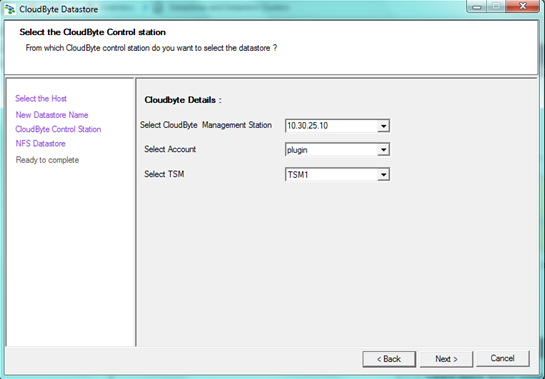 CloudByte Datastore
Select the CloudByte Control station
From which CloudByte control station do you want to select the datastore ?
Select the Host
New Datastore Name
CloudByte Control Station
NFS Datastore
Ready to complete
Cloudbyte Details :
Select CloudByte Management Station 10.30.25.10
Select Account plugin
Select TSM TSM1
< Back Next > Cancel